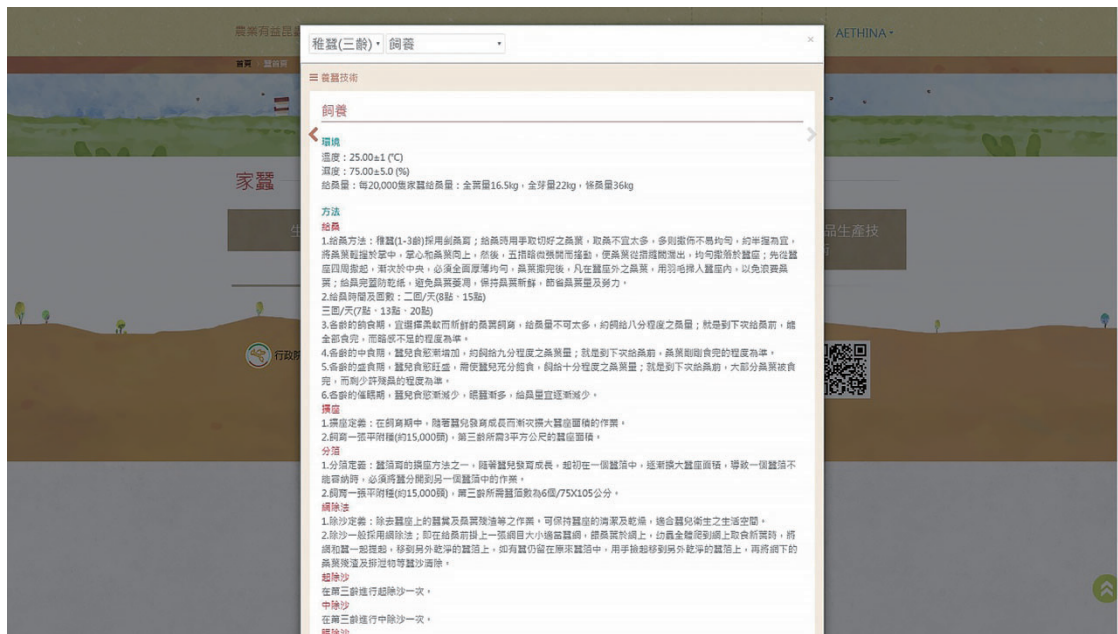 農業有益昆
AETHINA
稚蠶(三齡) 飼養
×
首頁
養蠶技術
飼養
環境
溫度：25.00±1 (℃)
濕度：75.00±5.0 (%)
給桑量：每20,000隻家蠶給桑量：全葉量16.5kg，全芽量22kg，條桑量36kg
家蠶
方法
給桑
1.給桑方法：稚蠶(1-3齡)採用剉桑育；給桑時用手取切好之桑葉，取桑不宜太多，多則撒佈不易均勻，約半握為宜，
將桑葉輕握於掌中，掌心和桑葉向上，然後，五指略微張開而搖動，使桑葉從指縫間漏出，均勻撒落於蠶座；先從蠶
座四周撒起，漸次於中央，必須全面厚薄均勻，桑葉撒完後，凡在蠶座外之桑葉，用羽毛掃入蠶座內，以免浪費桑
葉；給桑完蓋防乾紙，避免桑葉萎凋，保持桑葉新鮮，節省桑葉量及勞力。
生
品生產技
2.給桑時間及回數：二回/天(8點、15點)
三回/天(7點、13點、20點)
3.各齡的餉食期，宜選擇柔軟而新鮮的桑葉飼育，給桑量不可太多，約飼給八分程度之桑量；就是到下次給桑前，能
全部食完，而略感不足的程度為準。
4.各齡的中食期，蠶兒食慾漸增加，約飼給九分程度之桑葉量；就是到下次給桑前，桑葉剛剛食完的程度為準。
5.各齡的盛食期，蠶兒食慾旺盛，需使蠶兒充分飽食，飼給十分程度之桑葉量；就是到下次給桑前，大部分桑葉被食
完，而剩少許殘桑的程度為準。
6.各齡的催眠期，蠶兒食慾漸減少，眠蠶漸多，給桑量宜逐漸減少。
行政院
擴座
1.擴座定義：在飼育期中，隨著蠶兒發育成長而漸次擴大蠶座面積的作業。
2.飼育一張平附種(約15,000頭)，第三齡所需3平方公尺的蠶座面積。
分箔
1.分箔定義：蠶箔育的擴座方法之一，隨著蠶兒發育成長，起初在一個蠶箔中，逐漸擴大蠶座面積，導致一個蠶箔不
能容納時，必須將蠶分開到另一個蠶箔中的作業。
2.飼育一張平附種(約15,000頭)，第三齡所需蠶箔數為6個/75X105公分。
網除法
1.除沙定義：除去蠶座上的蠶糞及桑葉殘渣等之作業。可保持蠶座的清潔及乾燥，適合蠶兒衛生之生活空間。
2.除沙一般採用網除法；即在給桑前掛上一張網目大小適當蠶網，餵桑葉於網上，幼蟲全體爬到網上取食新葉時，將
網和蠶一起提起，移到另外乾淨的蠶箔上，如有蠶仍留在原來蠶箔中，用手撿起移到另外乾淨的蠶箔上，再將網下的
桑葉殘渣及排泄物等蠶沙清除。
起除沙
在第三齡進行起除沙一次。
中除沙
在第三齡進行中除沙一次。
眠除沙